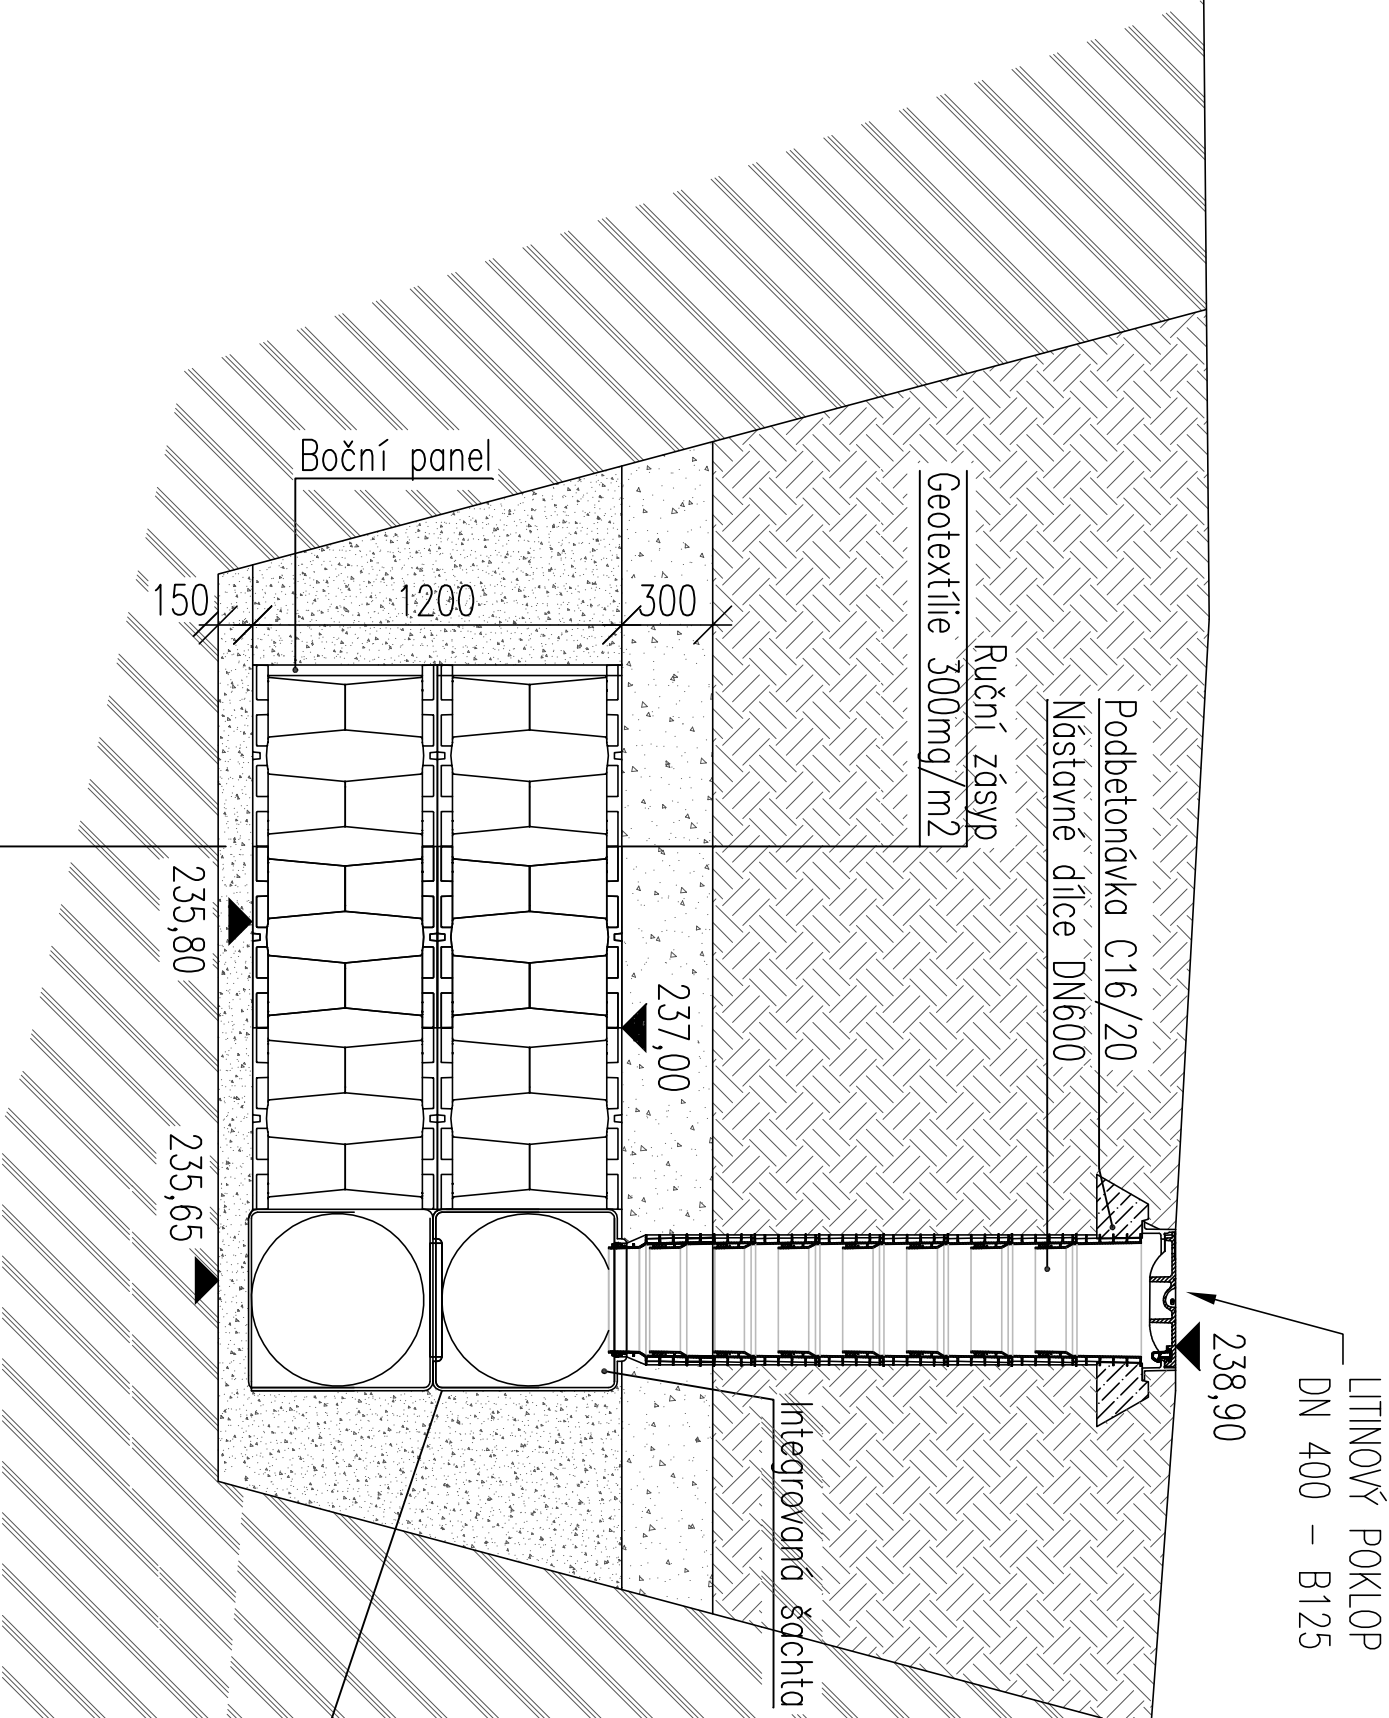 LITINOVÝ POKLOP
DN 400 - B125
238,90
Podbetonávka C16/20
Nástavné dílce DN600
Ruční zásyp
Geotextílie 300mg/m2
Integrovaná šachta
237,00
235,80
235,65
Boční panel
150
1200
300